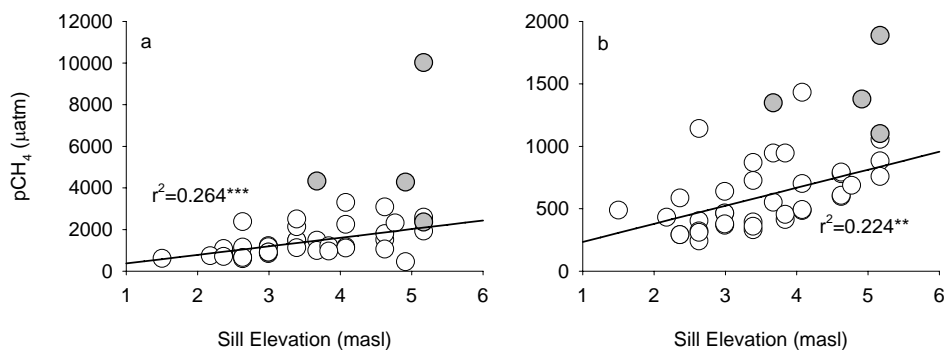 a
pCH₄ (µatm)
12000
10000
8000
6000
4000
2000
0
r²=0.264***
1 2 3 4 5 6
Sill Elevation (masl)
b
2000
1500
1000
500
0
r²=0.224**
1 2 3 4 5 6
Sill Elevation (masl)